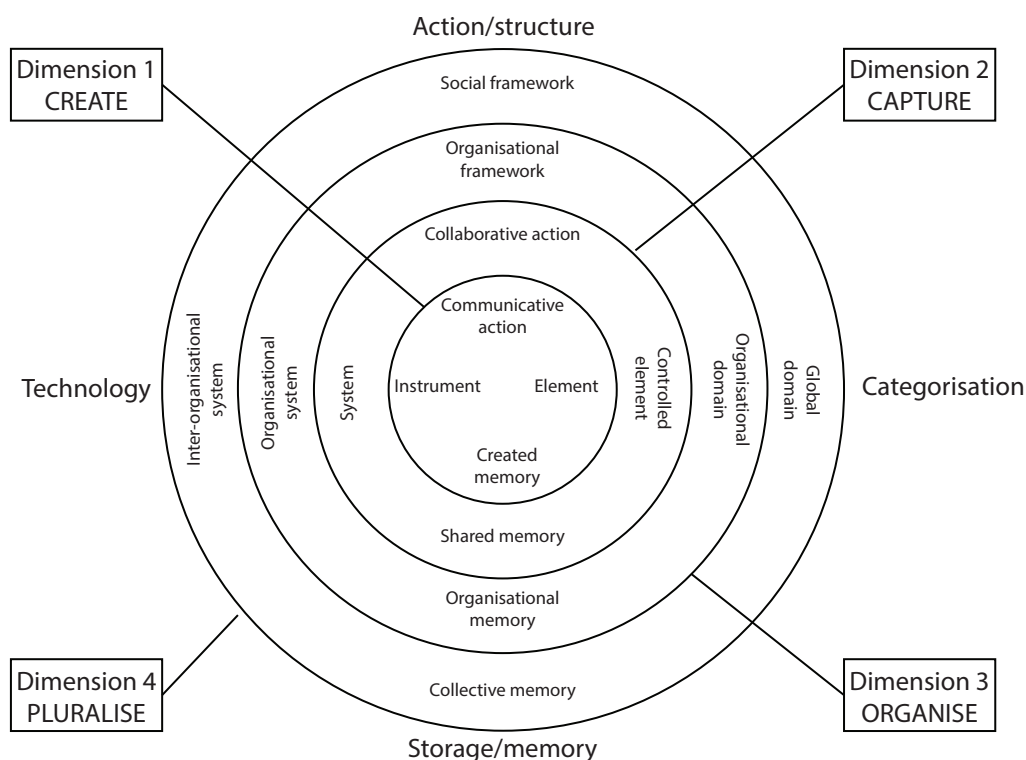 Action/structure
Dimension 1
CREATE
Dimension 2
CAPTURE
Social framework
Organisational
framework
Collaborative action
Communicative
action
Technology
Inter-organisational
system
Organisational
system
System
Instrument
Element
Controlled
element
Organisational
domain
Global
domain
Categorisation
Created
memory
Shared memory
Organisational
memory
Collective memory
Dimension 4
PLURALISE
Dimension 3
ORGANISE
Storage/memory